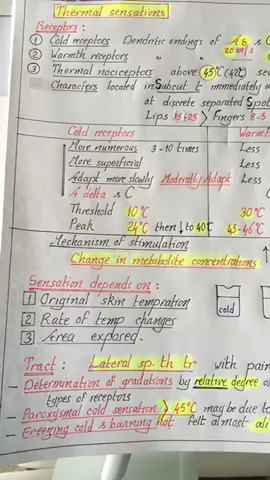 Thermal sensations
Receptors:
① Cold receptors Dendritic endings of Aδ s C
20 m/s
② Warmth receptors " "
③ Thermal nociceptors above 45°C (42C)
Characters located in Subcut t immediately u
at discrete separated Spot
Lips 15-25 > Fingers 3-5
Cold receptors Warmt
More numerous 3-10 times Less
More superficial Less
Adapt more slowly Moderately Adapt Less
A delta s C
Threshold 10°C 30°C
Peak 24°C then ↓ to 40°C 45-46°C
Mechanism of stimulation ↑
Change in metabolite concentrations
Sensation depends on:
1 Original skin tempration
2 Rate of temp changes
3 Area exposed.
cold
Tract: Lateral sp. th tr with pain
- Determination of gradations by relative degree o
types of receptors
- Paroxysmal cold sensation > 45°C may be due to
- Freezing cold s burning hot felt almost ali